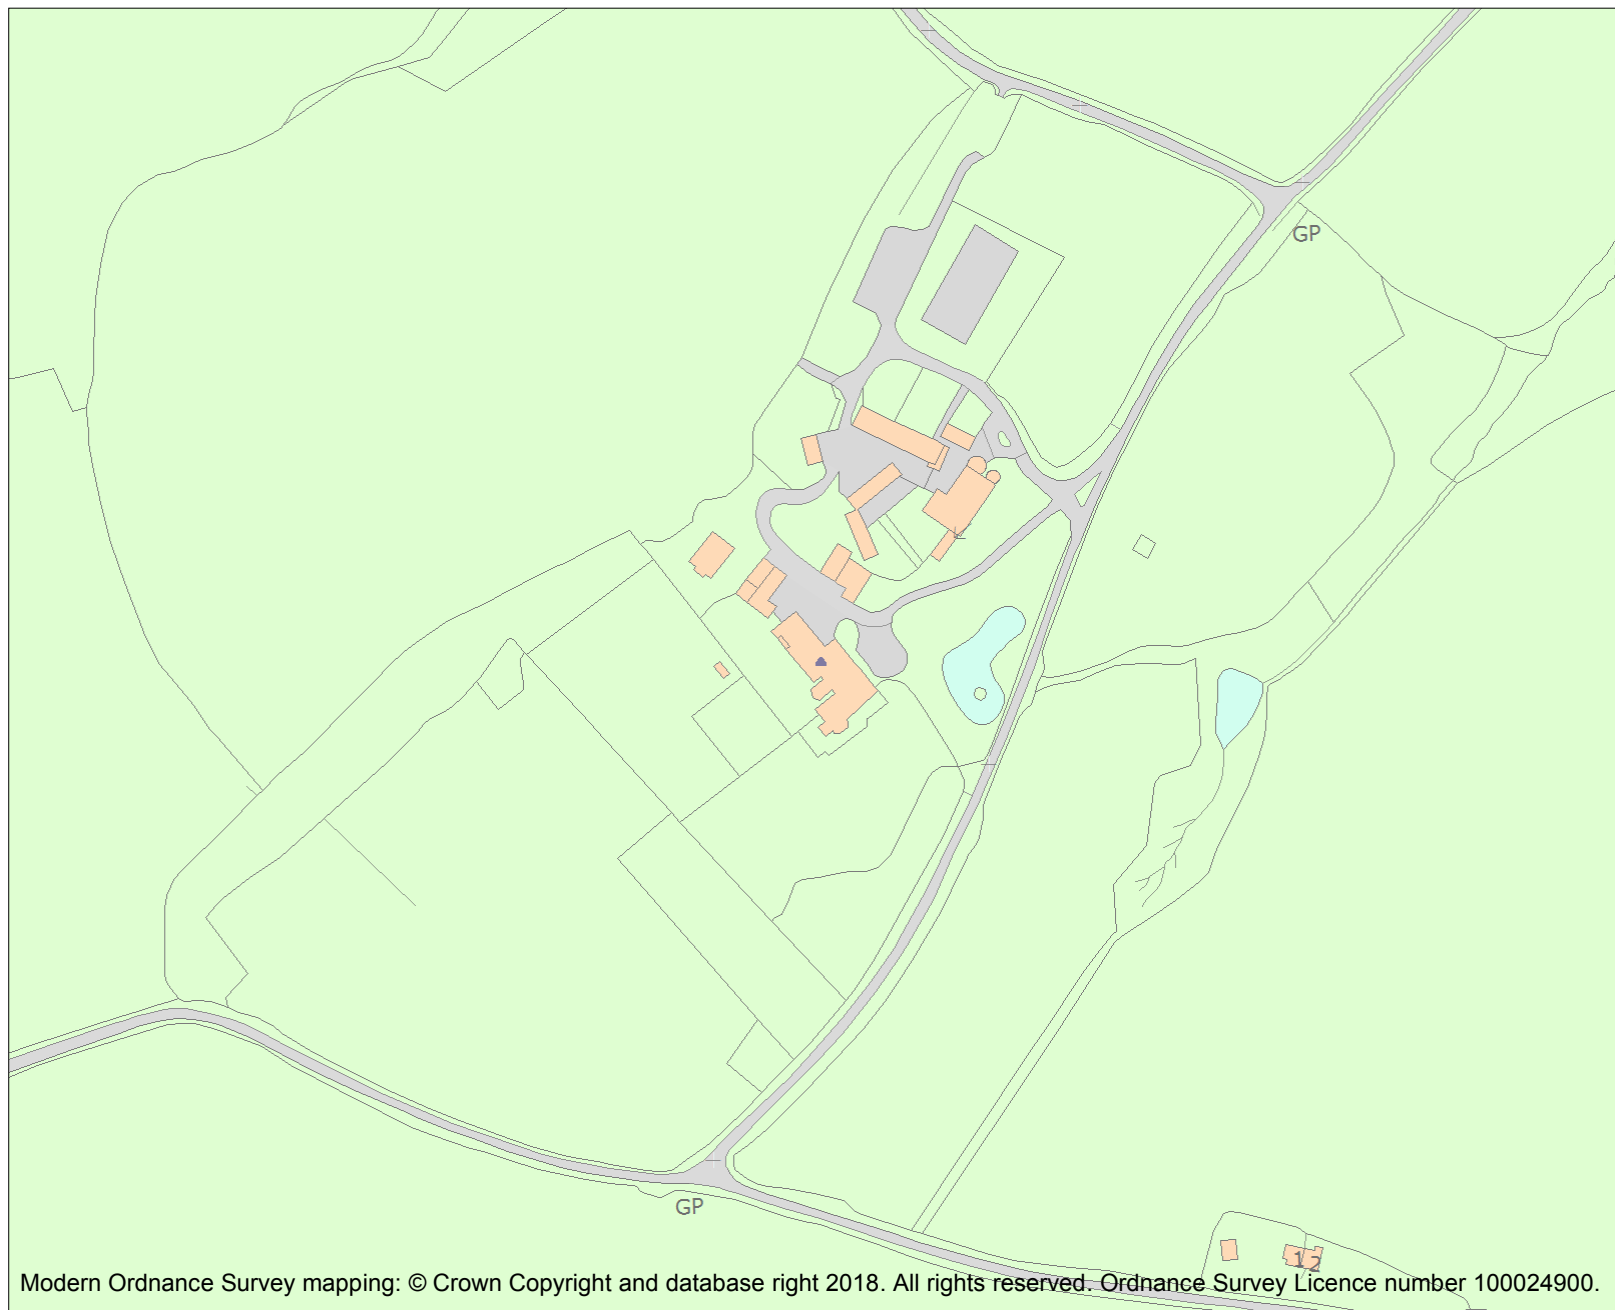 GP
GP
1 2
Modern Ordnance Survey mapping: © Crown Copyright and database right 2018. All rights reserved. Ordnance Survey Licence number 100024900.